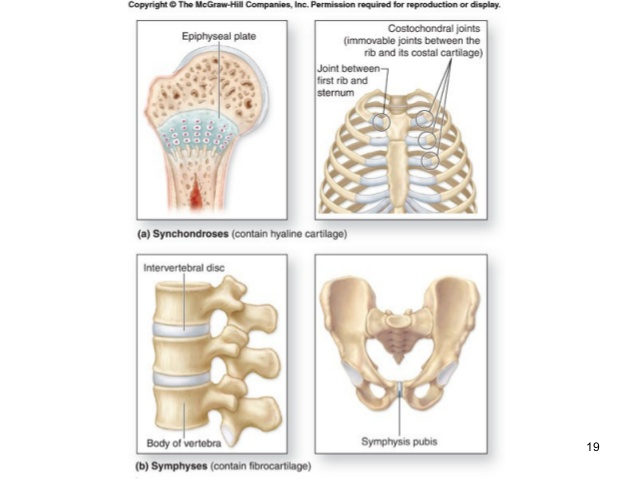 Copyright © The McGraw-Hill Companies, Inc. Permission required for reproduction or display.
Epiphyseal plate
Costochondral joints
(immovable joints between the
rib and its costal cartilage)
Joint between
first rib and
sternum
(a) Synchondroses (contain hyaline cartilage)
Intervertebral disc
Body of vertebra
Symphysis pubis
(b) Symphyses (contain fibrocartilage)
19